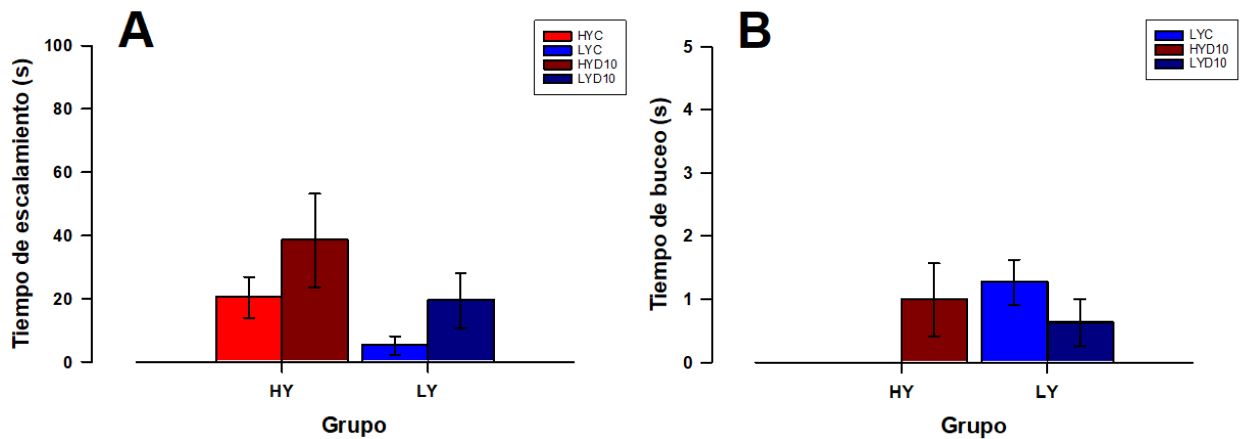 A
HYC
LYC
HYD10
LYD10
Tiempo de escalamiento (s)
100
80
60
40
20
0
HY LY
Grupo
B
LYC
HYD10
LYD10
Tiempo de buceo (s)
5
4
3
2
1
0
HY LY
Grupo